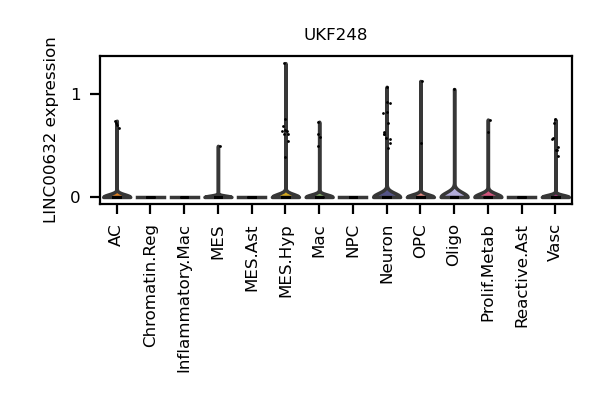 UKF248
LINC00632 expression
1
0
AC
Chromatin.Reg
Inflammatory.Mac
MES
MES.Ast
MES.Hyp
Mac
NPC
Neuron
OPC
Oligo
Prolif.Metab
Reactive.Ast
Vasc